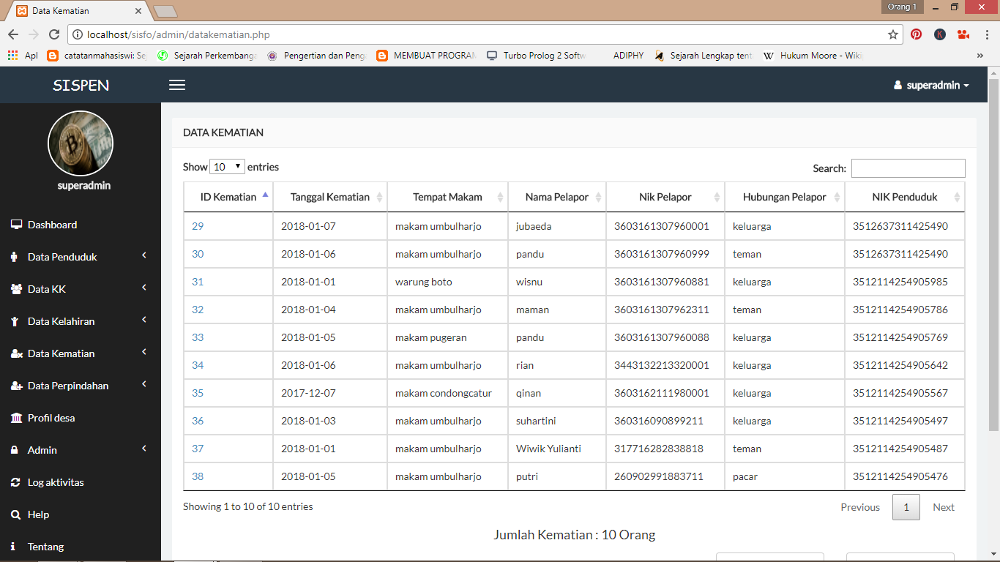 Data Kematian
Orang 1
localhost/sisfo/admin/datakematian.php
Apl catatanmahasiswi: Se Sejarah Perkembanga Pengertian dan Peng MEMBUAT PROGRAM Turbo Prolog 2 Softw ADIPHY Sejarah Lengkap tent Hukum Moore - Wiki »
SISPEN
superadmin
superadmin
Dashboard
Data Penduduk
Data KK
Data Kelahiran
Data Kematian
Data Perpindahan
Profil desa
Admin
Log aktivitas
Help
Tentang
DATA KEMATIAN
Show 10 entries
Search:
ID Kematian Tanggal Kematian Tempat Makam Nama Pelapor Nik Pelapor Hubungan Pelapor NIK Penduduk
29 2018-01-07 makam umbulharjo jubaeda 3603161307960001 keluarga 3512637311425490
30 2018-01-06 makam umbulharjo pandu 3603161307960999 teman 3512637311425490
31 2018-01-01 warung boto wisnu 3603161307960881 keluarga 3512114254905985
32 2018-01-04 makam umbulharjo maman 3603161307962311 teman 3512114254905786
33 2018-01-05 makam pugeran pandu 3603161307960088 keluarga 3512114254905769
34 2018-01-06 makam umbulharjo rian 3443132213320001 keluarga 3512114254905642
35 2017-12-07 makam condongcatur qinan 3603162111980001 keluarga 3512114254905567
36 2018-01-03 makam umbulharjo suhartini 360316090899211 keluarga 3512114254905497
37 2018-01-01 makam umbulharjo Wiwik Yulianti 317716282838818 teman 3512114254905487
38 2018-01-05 makam umbulharjo putri 260902991883711 pacar 3512114254905476
Showing 1 to 10 of 10 entries
Previous 1 Next
Jumlah Kematian : 10 Orang